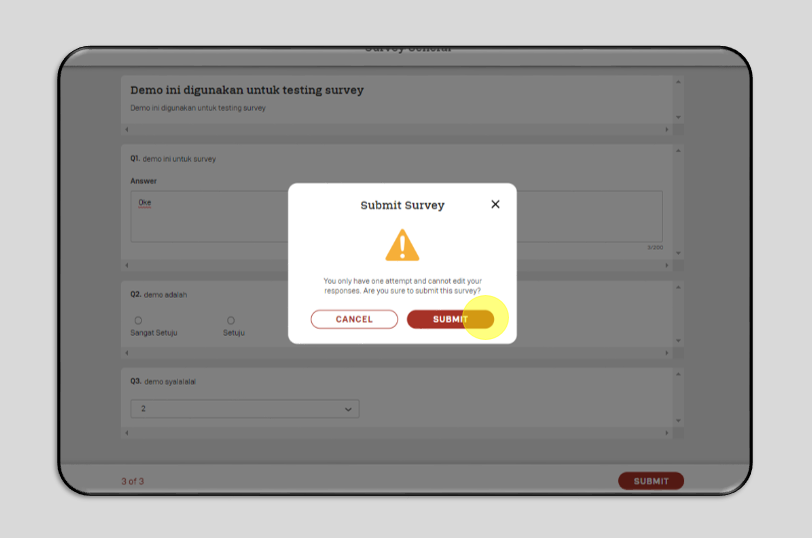 Survey General
Demo ini digunakan untuk testing survey
Demo ini digunakan untuk testing survey
Q1. demo ini untuk survey
Answer
Oke
3/200
Submit Survey
You only have one attempt and cannot edit your
responses. Are you sure to submit this survey?
CANCEL
SUBMIT
Q2. demo adalah
Sangat Setuju
Setuju
Q3. demo syalalalal
2
3 of 3
SUBMIT